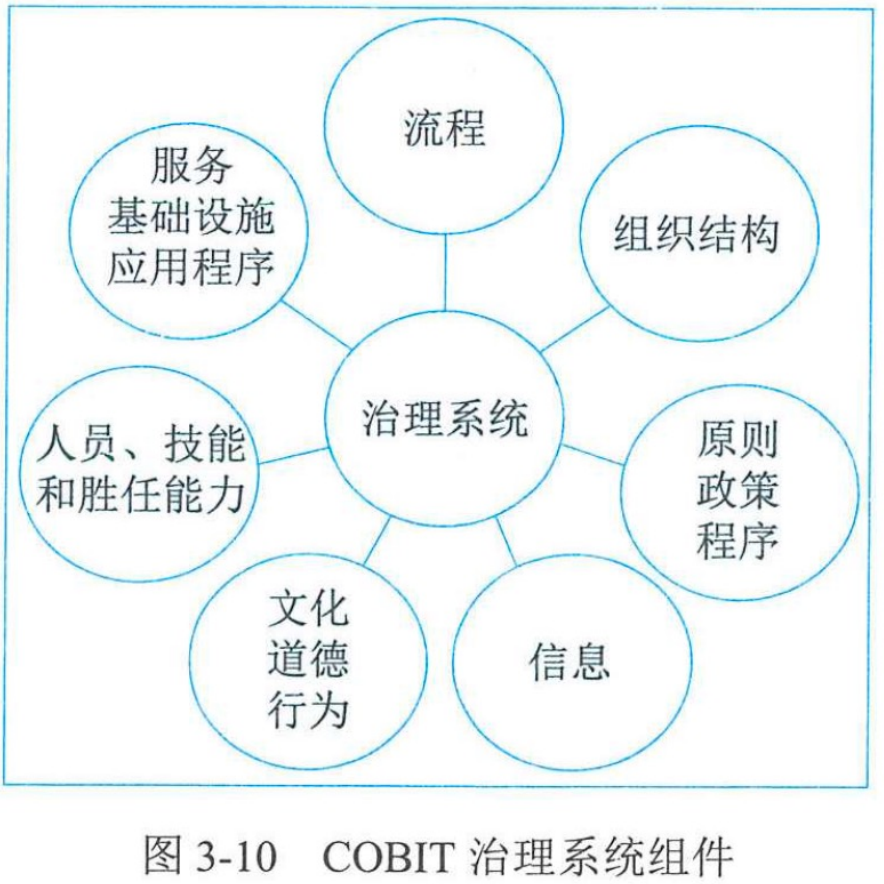 流程
服务
基础设施
应用程序
组织结构
治理系统
人员、技能
和胜任能力
原则
政策
程序
文化
道德
行为
信息
图 3-10 COBIT 治理系统组件